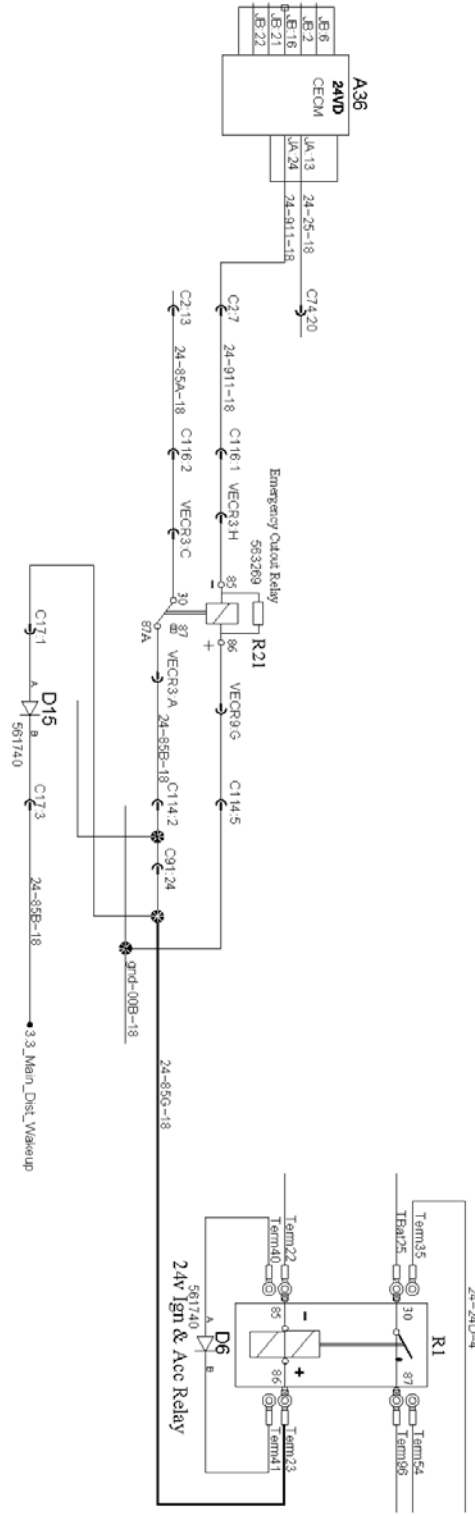 A36
24VD
CECM
JB:6
JB:2
JB:16
JB:21
JB:22
JA:13
JA:24
24-25-18
24-911-18
C74:20
C2:7
24-911-18
C116:1
VECR3:H
C2:13
24-85A-18
C116:2
VECR3:C
Emergency Cutout Relay
563269
R21
85
86
-
+
30
87
87A
VECR9:G
C114:5
VECR3:A
24-85B-18
C114:2
C91:24
gnd-00B-18
C17:1
A
B
D15
561740
C17:3
24-85B-18
3.3_Main_Dist_Wakeup
24-85G-18
24-24D-4
Term35
TBat25
Term22
Term40
30
87
R1
85
86
-
+
Term54
Term96
Term23
Term41
A
B
D6
561740
24v Ign & Acc Relay